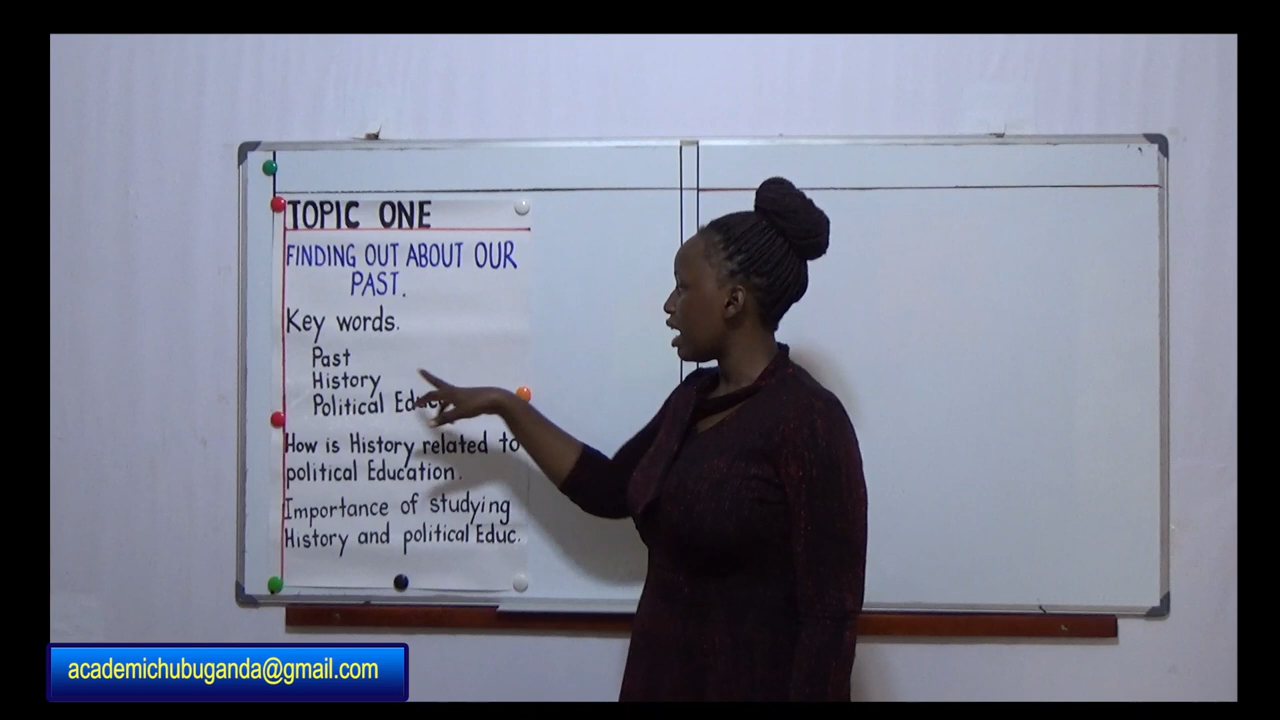 TOPIC ONE
FINDING OUT ABOUT OUR
PAST.
Key words.
Past
History
Political
How is History related to
political Education.
Importance of studying
History and political Educ.
academichubuganda@gmail.com